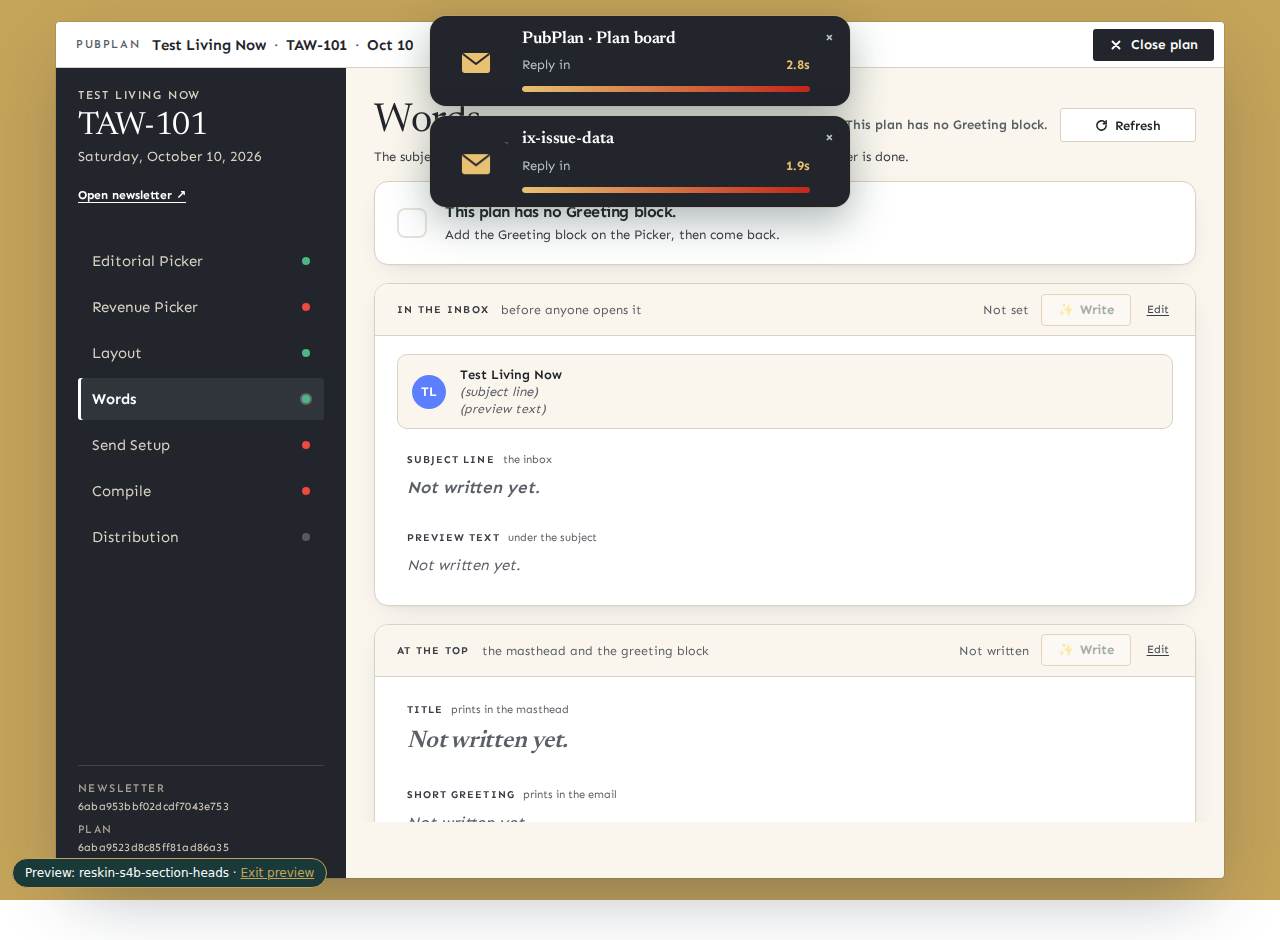 PUBPLAN Test Living Now · TAW-101 · Oct 10
Close plan
PubPlan · Plan board
Reply in 2.8s
ix-issue-data
Reply in 1.9s
TEST LIVING NOW
TAW-101
Saturday, October 10, 2026
Open newsletter ↗
Editorial Picker
Revenue Picker
Layout
Words
Send Setup
Compile
Distribution
NEWSLETTER
6aba953bbf02dcdf7043e753
PLAN
6aba9523d8c85ff81ad86a35
Preview: reskin-s4b-section-heads · Exit preview
Words
This plan has no Greeting block.
Refresh
The subje
er is done.
This plan has no Greeting block.
Add the Greeting block on the Picker, then come back.
IN THE INBOX before anyone opens it Not set ✨ Write Edit
TL
Test Living Now
(subject line)
(preview text)
SUBJECT LINE the inbox
Not written yet.
PREVIEW TEXT under the subject
Not written yet.
AT THE TOP the masthead and the greeting block Not written ✨ Write Edit
TITLE prints in the masthead
Not written yet.
SHORT GREETING prints in the email
Not written yet.